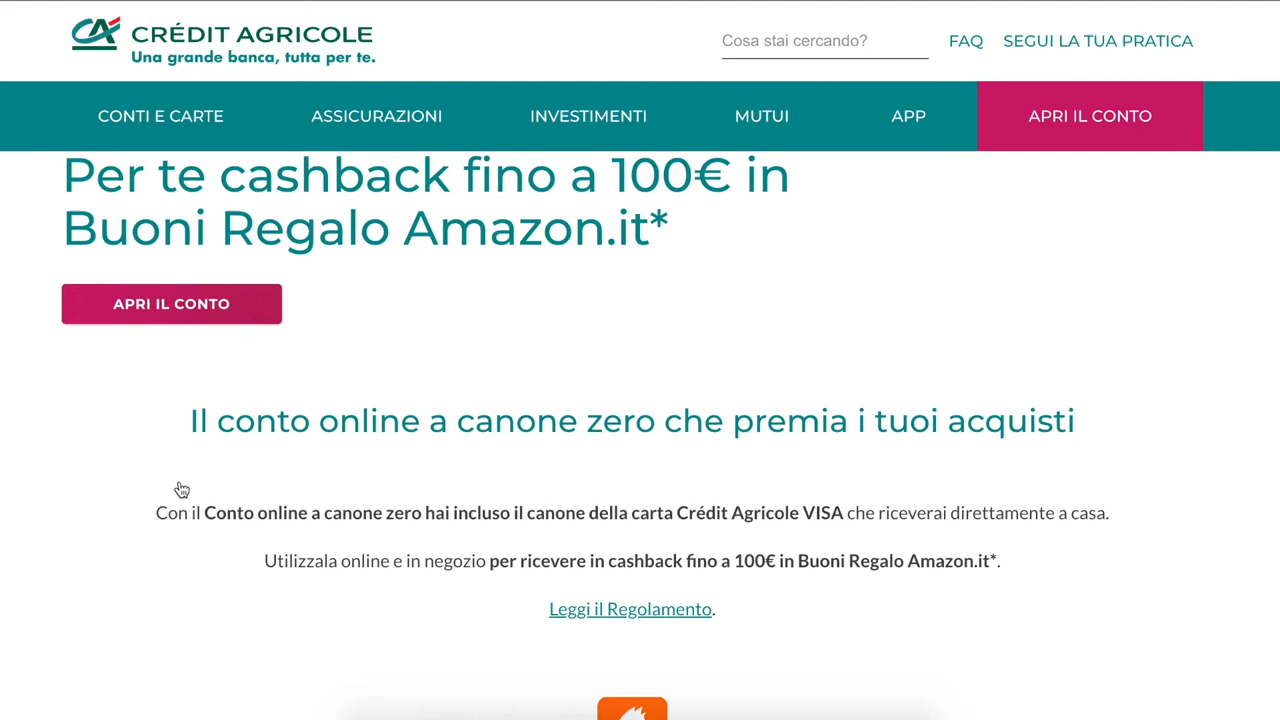 CRÉDIT AGRICOLE
Una grande banca, tutta per te.
Cosa stai cercando?
FAQ
SEGUI LA TUA PRATICA
CONTI E CARTE
ASSICURAZIONI
INVESTIMENTI
MUTUI
APP
APRI IL CONTO
Per te cashback fino a 100€ in
Buoni Regalo Amazon.it*
APRI IL CONTO
Il conto online a canone zero che premia i tuoi acquisti
Con il Conto online a canone zero hai incluso il canone della carta Crédit Agricole VISA che riceverai direttamente a casa.
Utilizzala online e in negozio per ricevere in cashback fino a 100€ in Buoni Regalo Amazon.it*.
Leggi il Regolamento.